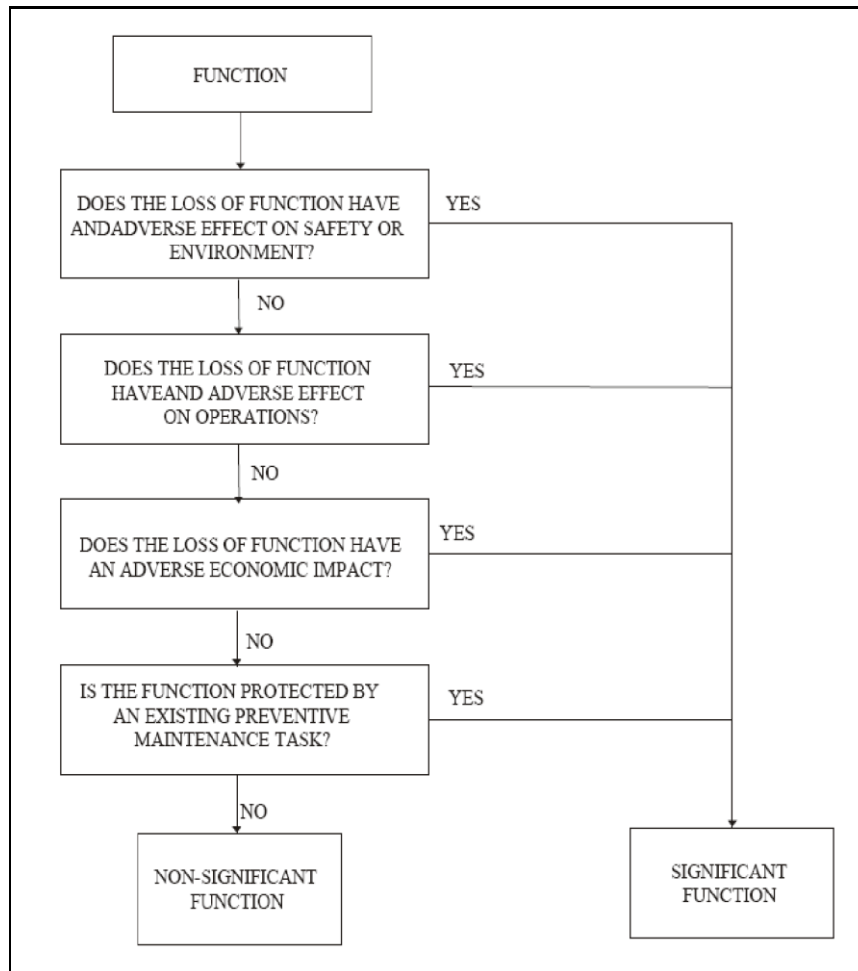 FUNCTION
DOES THE LOSS OF FUNCTION HAVE
ANDADVERSE EFFECT ON SAFETY OR
ENVIRONMENT?
YES
NO
DOES THE LOSS OF FUNCTION
HAVEAND ADVERSE EFFECT
ON OPERATIONS?
YES
NO
DOES THE LOSS OF FUNCTION HAVE
AN ADVERSE ECONOMIC IMPACT?
YES
NO
IS THE FUNCTION PROTECTED BY
AN EXISTING PREVENTIVE
MAINTENANCE TASK?
YES
NO
NON-SIGNIFICANT
FUNCTION
SIGNIFICANT
FUNCTION